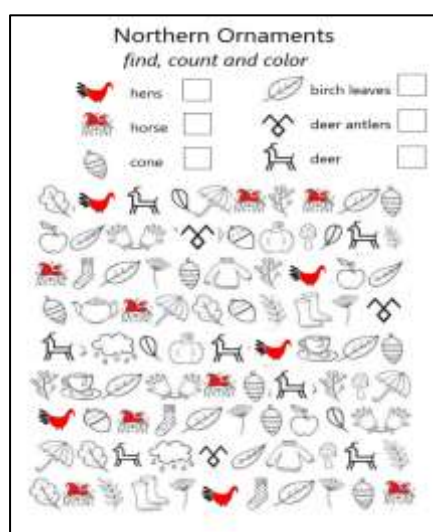 Northern Ornaments
find, count and color
hens
birch leaves
horse
deer antlers
cone
deer